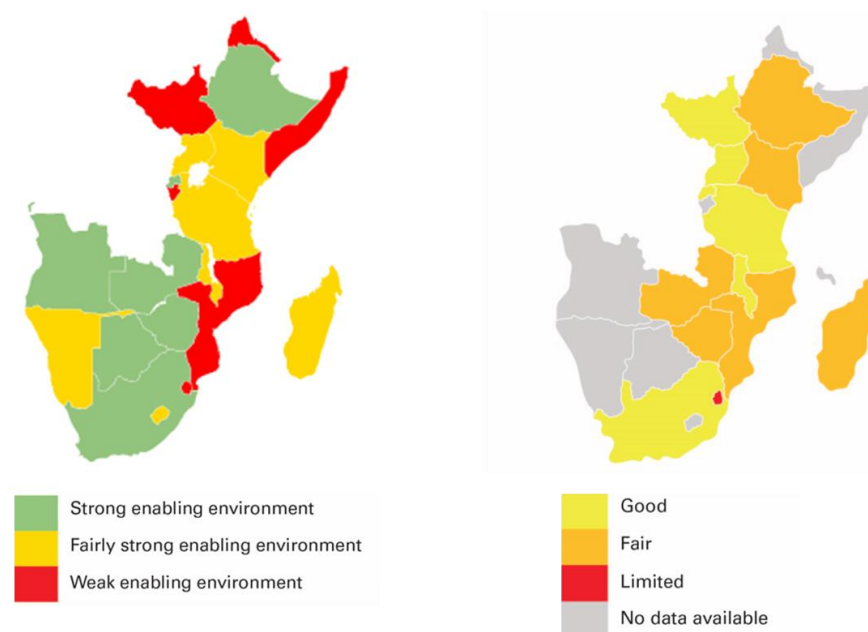 Strong enabling environment
Fairly strong enabling environment
Weak enabling environment
Good
Fair
Limited
No data available